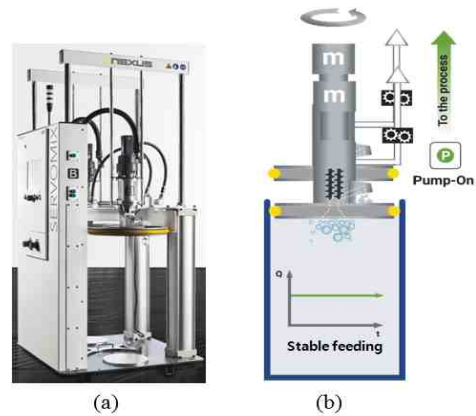 NEXUS
SERVOMIX
B
m
m
To the process
P
Pump-On
q
t
Stable feeding
(a)
(b)